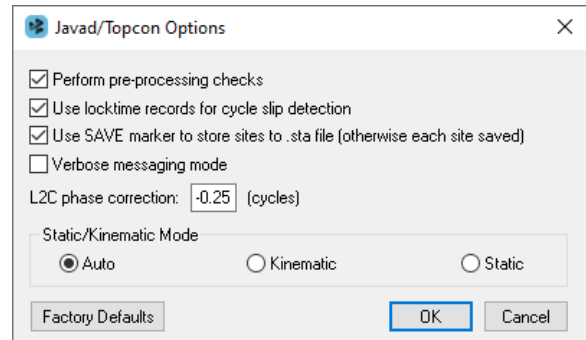 Javad/Topcon Options
Perform pre-processing checks
Use locktime records for cycle slip detection
Use SAVE marker to store sites to .sta file (otherwise each site saved)
Verbose messaging mode
L2C phase correction: -0.25 (cycles)
Static/Kinematic Mode
Auto Kinematic Static
Factory Defaults OK Cancel